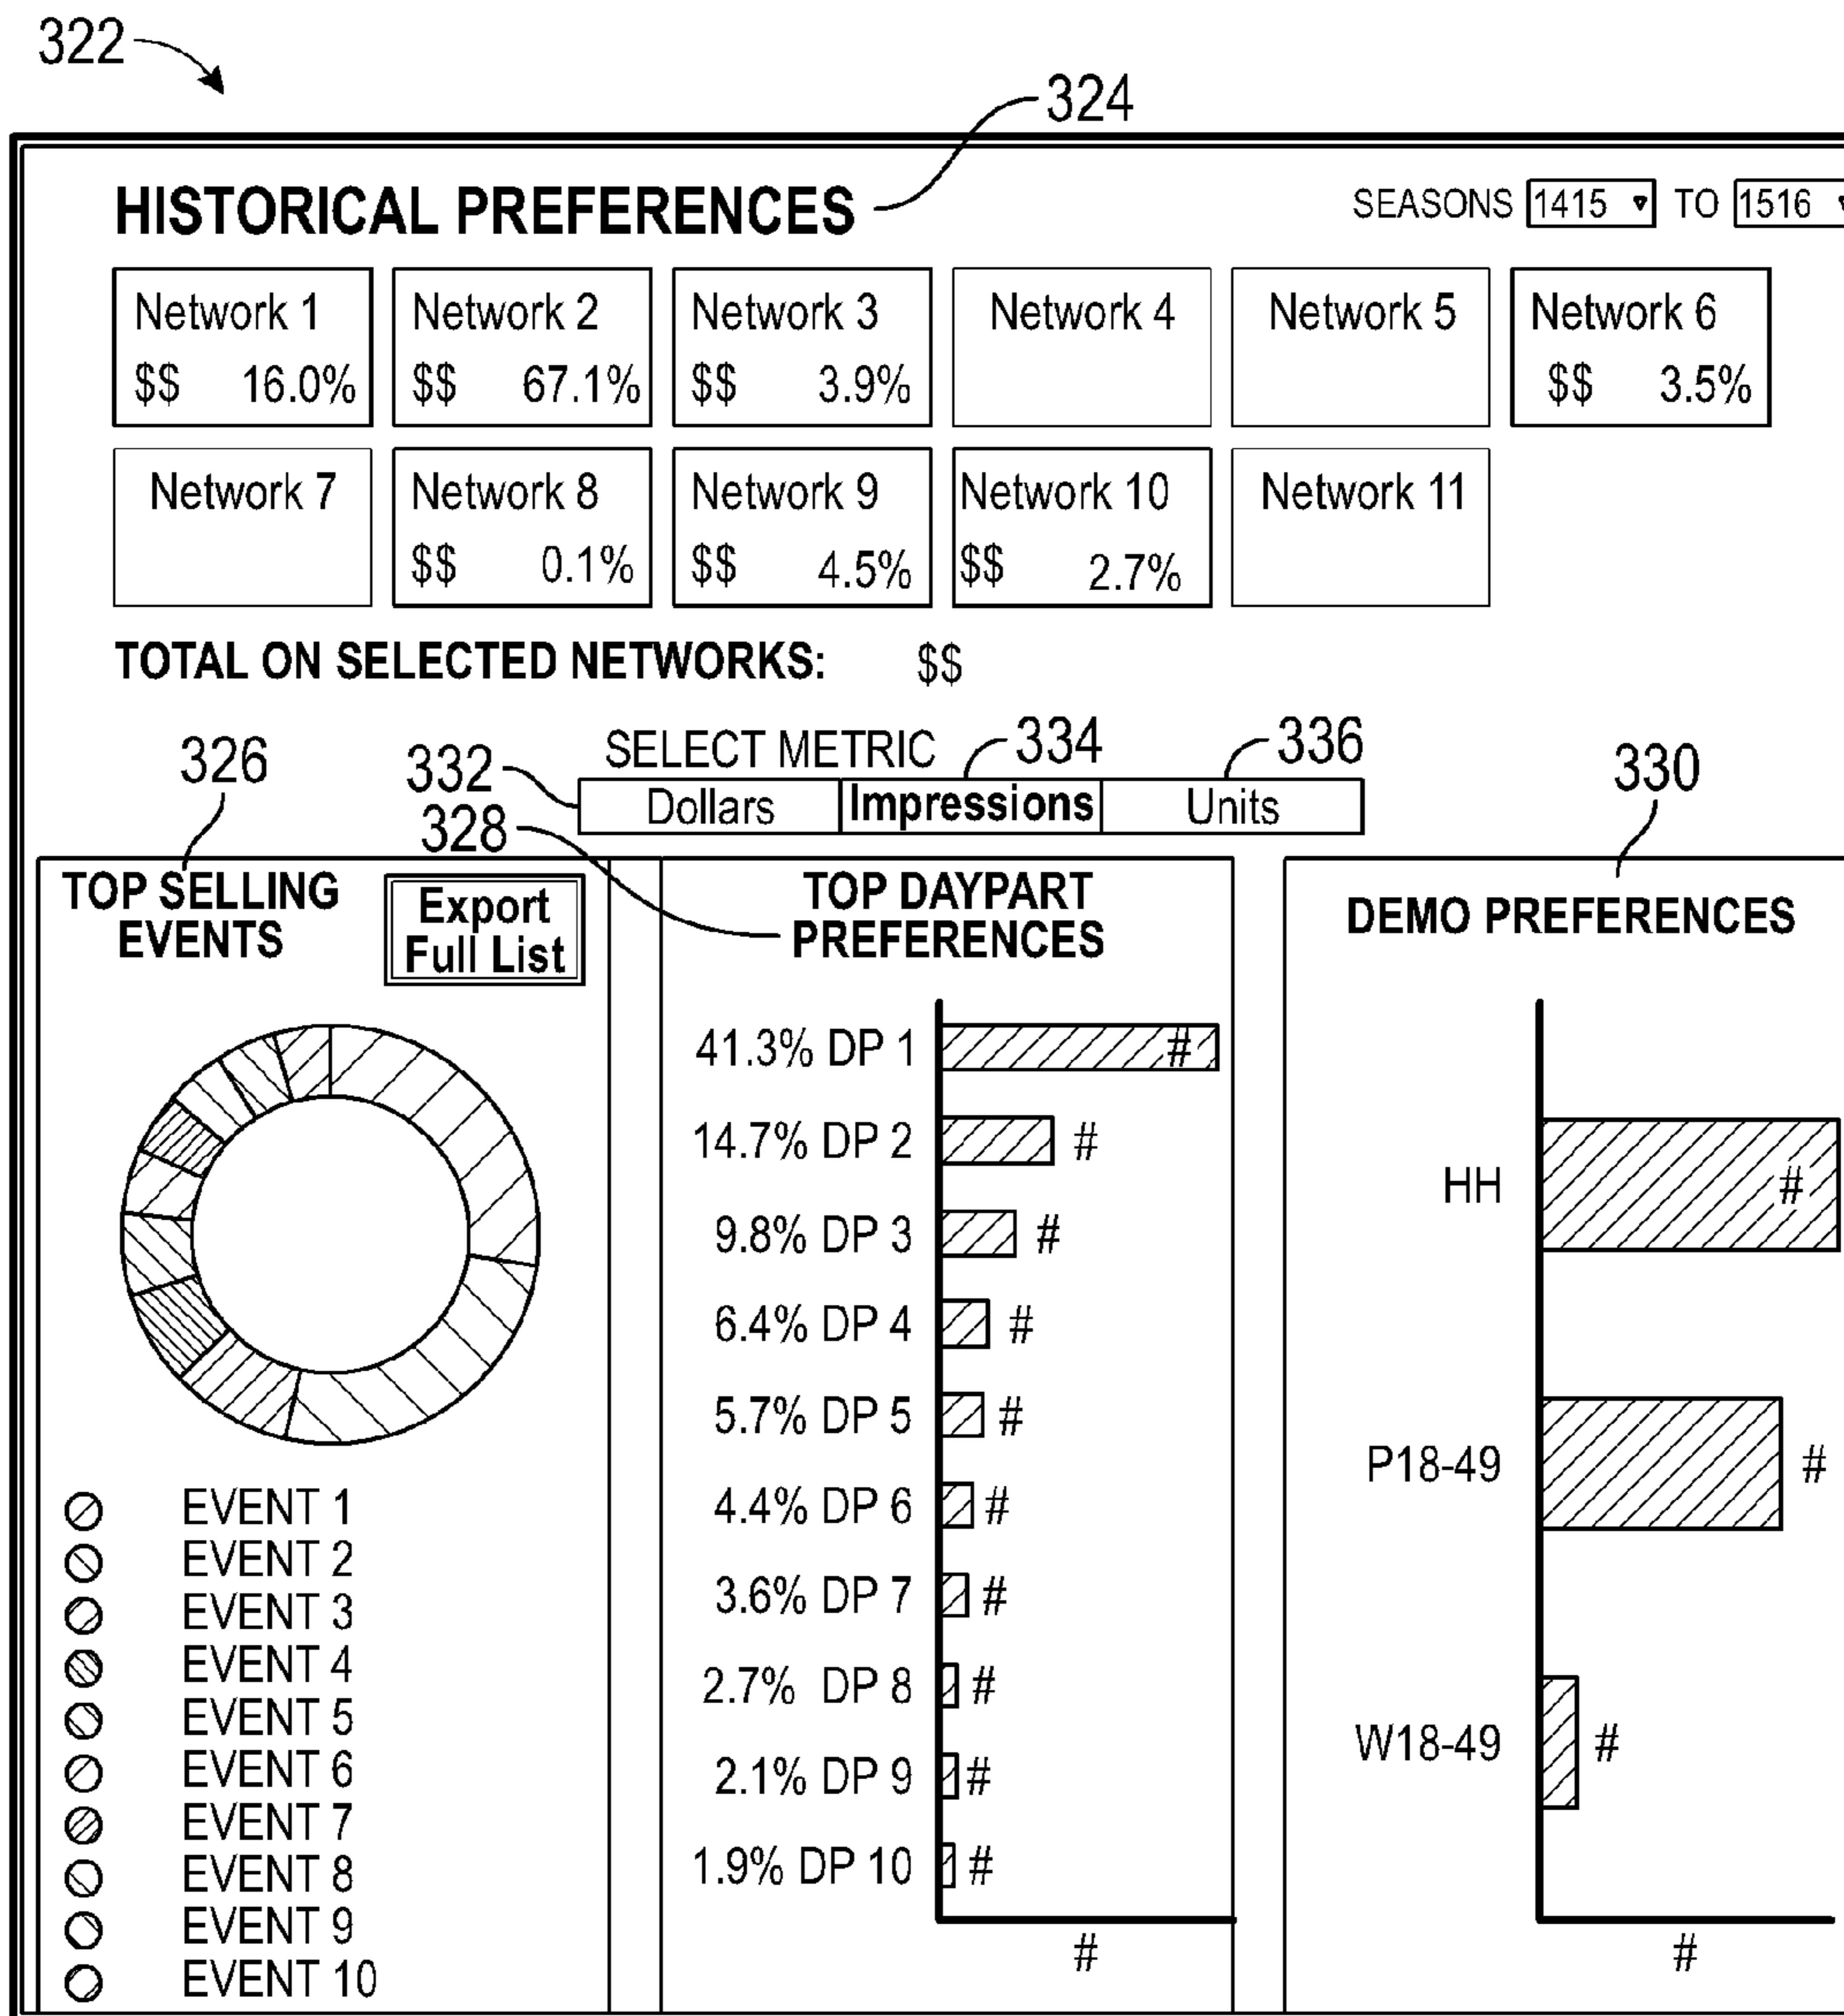 322
324
HISTORICAL PREFERENCES
SEASONS 1415 TO 1516
Network 1
$$ 16.0%
Network 2
$$ 67.1%
Network 3
$$ 3.9%
Network 4
Network 5
Network 6
$$ 3.5%
Network 7
Network 8
$$ 0.1%
Network 9
$$ 4.5%
Network 10
$$ 2.7%
Network 11
TOTAL ON SELECTED NETWORKS: $$
SELECT METRIC
332
334
336
Dollars Impressions Units
326
328
330
TOP SELLING
EVENTS
Export
Full List
EVENT 1
EVENT 2
EVENT 3
EVENT 4
EVENT 5
EVENT 6
EVENT 7
EVENT 8
EVENT 9
EVENT 10
TOP DAYPART
PREFERENCES
41.3% DP 1 #
14.7% DP 2 #
9.8% DP 3 #
6.4% DP 4 #
5.7% DP 5 #
4.4% DP 6 #
3.6% DP 7 #
2.7% DP 8 #
2.1% DP 9 #
1.9% DP 10 #
#
DEMO PREFERENCES
HH #
P18-49 #
W18-49 #
#